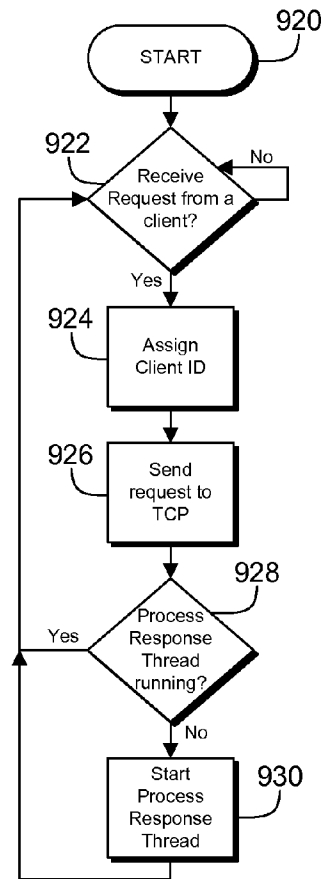 920
START
922
No
Receive
Request from a
client?
Yes
924
Assign
Client ID
926
Send
request to
TCP
928
Process
Response
Thread
running?
Yes
No
930
Start
Process
Response
Thread